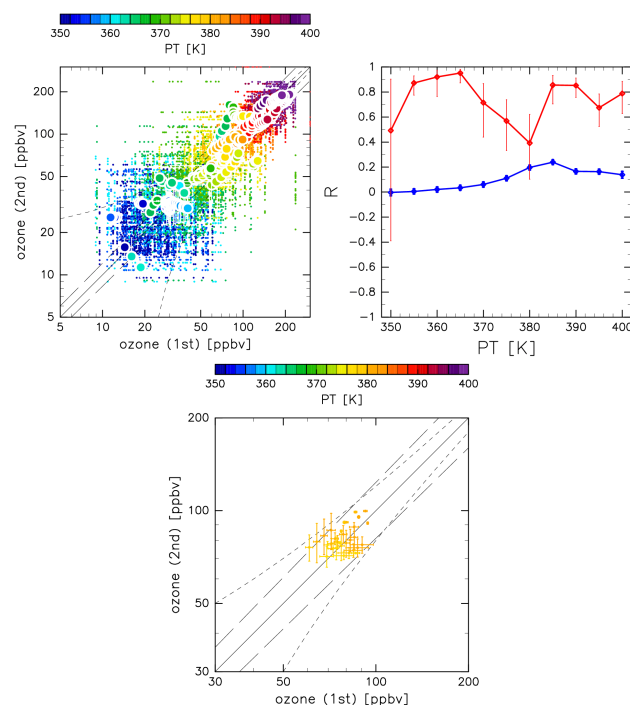 350 360 370 380 390 400
PT [K]
200
100
50
20
10
5
ozone (2nd) [ppbv]
5 10 20 50 100 200
ozone (1st) [ppbv]
1
0.8
0.6
0.4
0.2
0
0.2
0.4
0.6
0.8
-1
R
350 360 370 380 390 400
PT [K]
350 360 370 380 390 400
PT [K]
200
100
50
30
ozone (2nd) [ppbv]
30 50 100 200
ozone (1st) [ppbv]